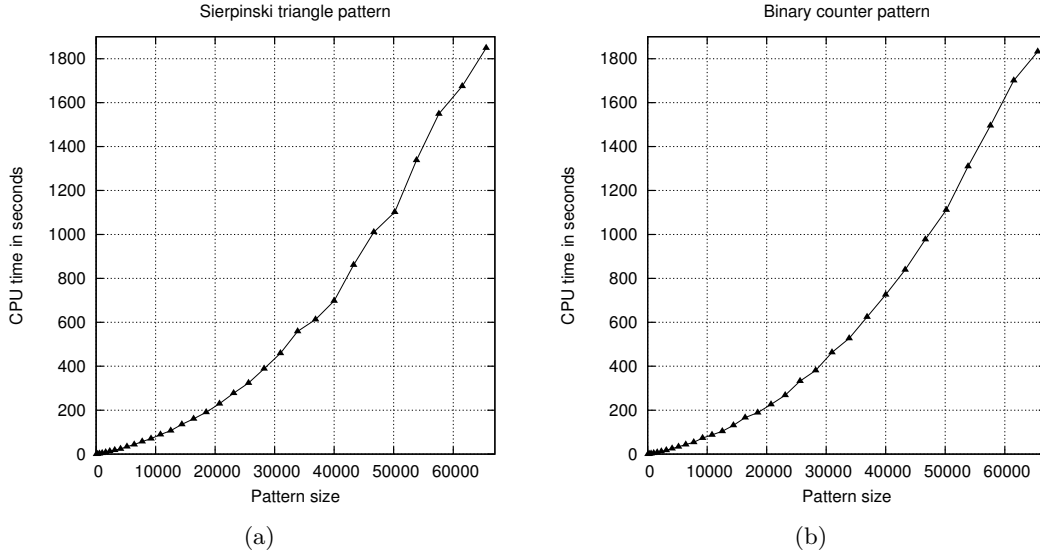 Sierpinski triangle pattern
CPU time in seconds
1800
1600
1400
1200
1000
800
600
400
200
0
0 10000 20000 30000 40000 50000 60000
Pattern size
(a)
Binary counter pattern
CPU time in seconds
1800
1600
1400
1200
1000
800
600
400
200
0
0 10000 20000 30000 40000 50000 60000
Pattern size
(b)